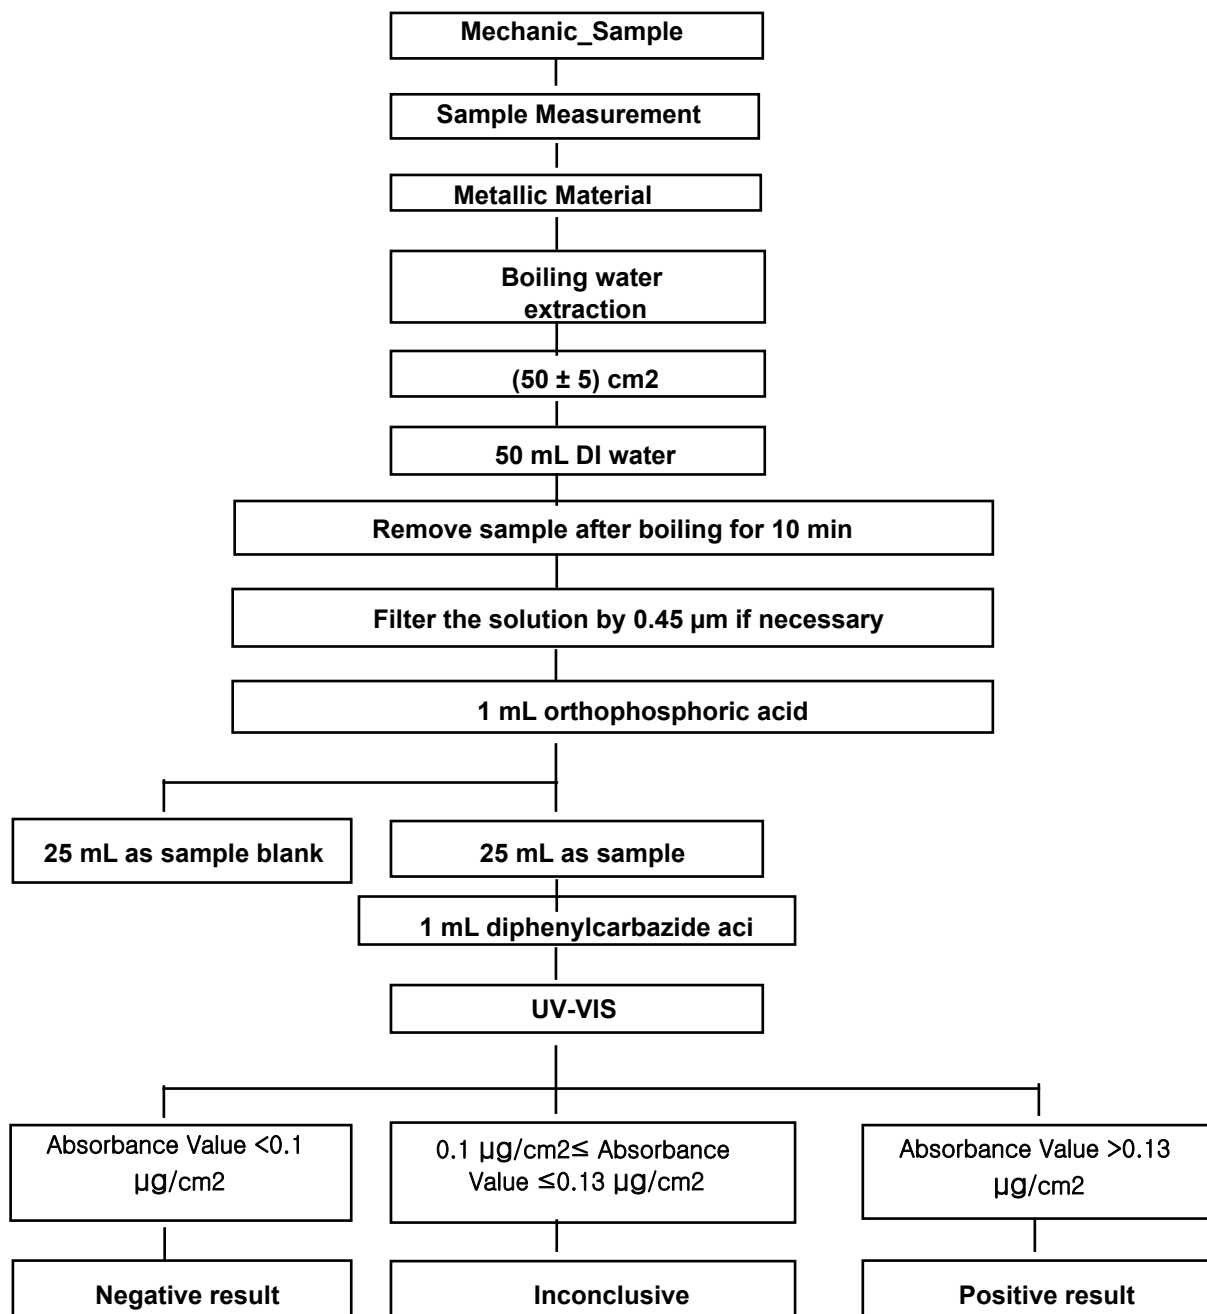 Mechanic_Sample
Sample Measurement
Metallic Material
Boiling water
extraction
(50 ± 5) cm2
50 mL DI water
Remove sample after boiling for 10 min
Filter the solution by 0.45 µm if necessary
1 mL orthophosphoric acid
25 mL as sample blank
25 mL as sample
1 mL diphenylcarbazide aci
UV-VIS
Absorbance Value <0.1
µg/cm2
0.1 µg/cm2≤ Absorbance
Value ≤0.13 µg/cm2
Absorbance Value >0.13
µg/cm2
Negative result
Inconclusive
Positive result